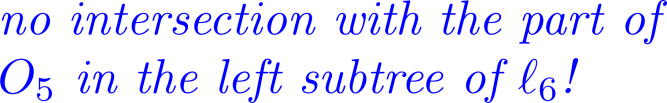 no intersection with the part of
O₅ in the left subtree of ℓ₆!